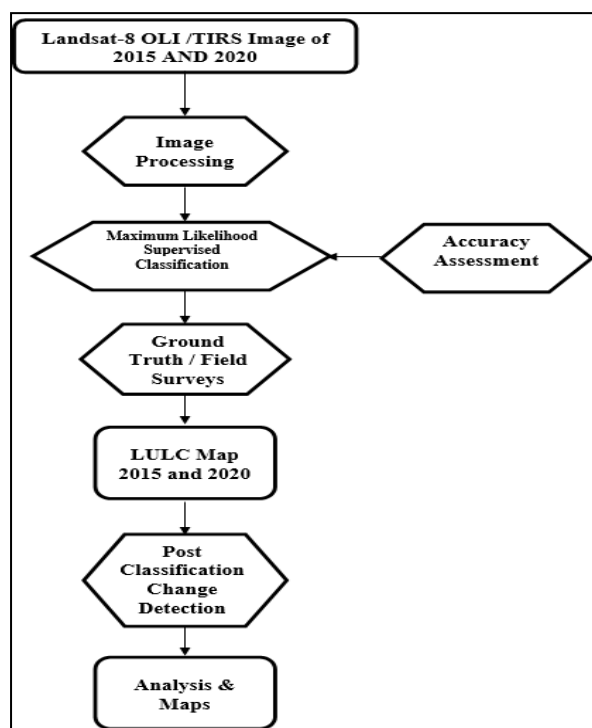 Landsat-8 OLI /TIRS Image of
2015 AND 2020
Image
Processing
Maximum Likelihood
Supervised
Classification
Accuracy
Assessment
Ground
Truth / Field
Surveys
LULC Map
2015 and 2020
Post
Classification
Change
Detection
Analysis &
Maps